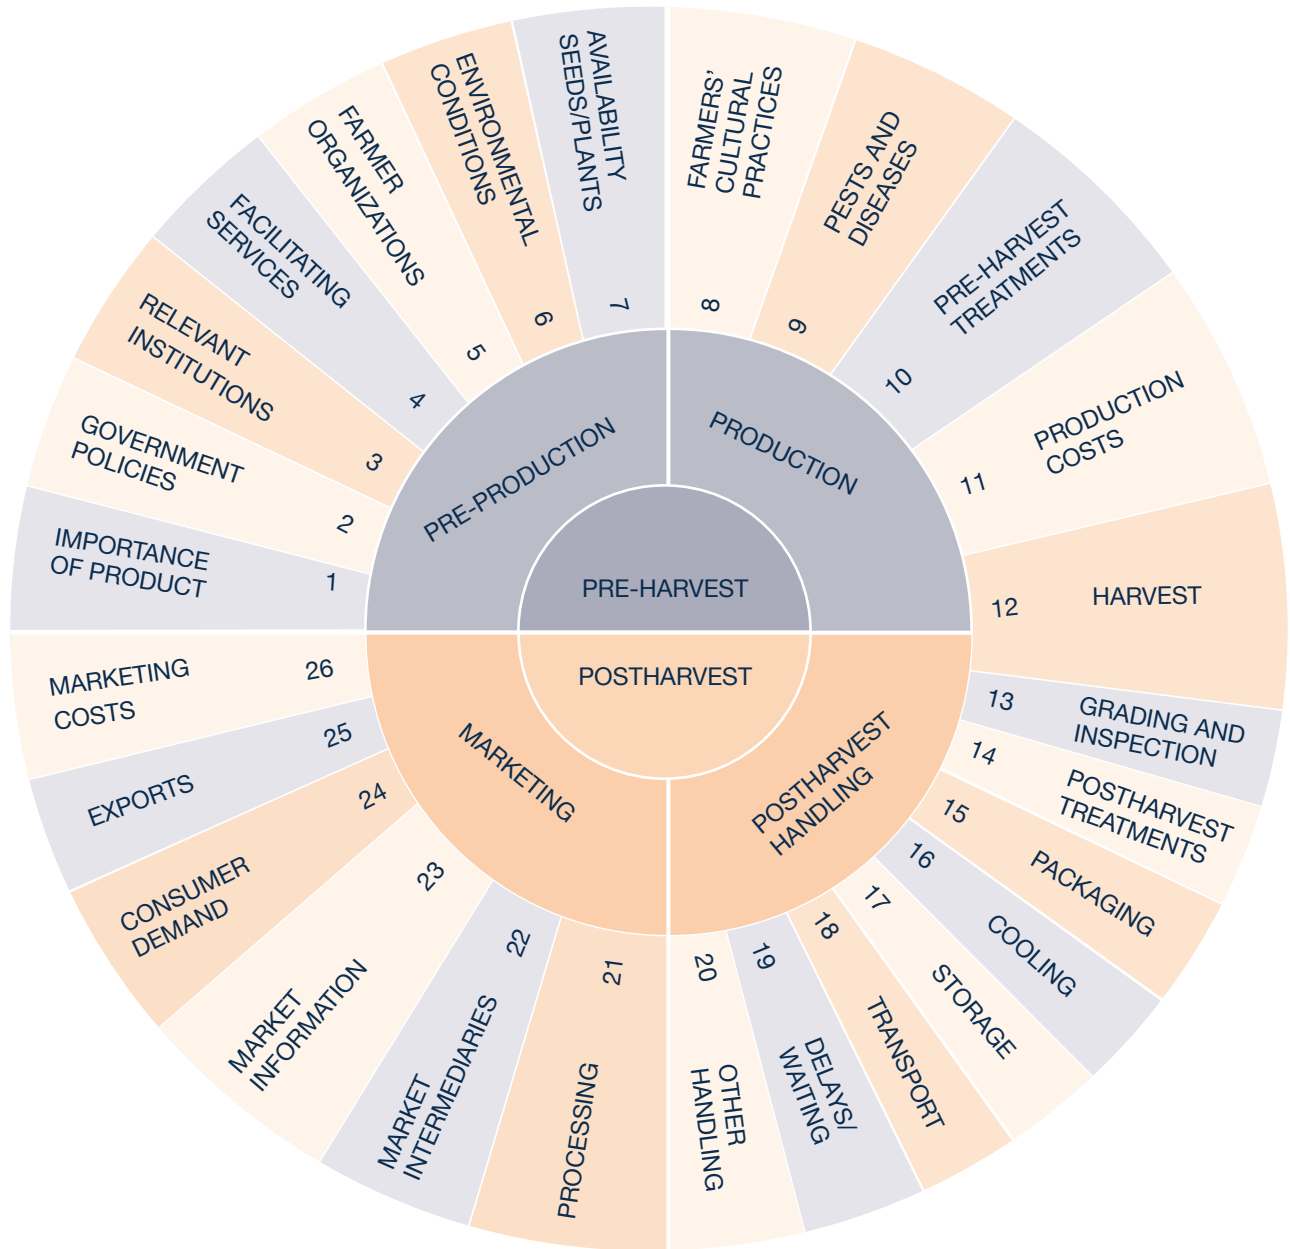 PRE-HARVEST
POSTHARVEST
PRE-PRODUCTION
PRODUCTION
POSTHARVEST
HANDLING
MARKETING
IMPORTANCE
OF PRODUCT
1
GOVERNMENT
POLICIES
2
RELEVANT
INSTITUTIONS
3
FACILITATING
SERVICES
4
FARMER
ORGANIZATIONS
5
ENVIRONMENTAL
CONDITIONS
6
AVAILABILITY
SEEDS/PLANTS
7
FARMERS’
CULTURAL
PRACTICES
8
PESTS AND
DISEASES
9
PRE-HARVEST
TREATMENTS
10
PRODUCTION
COSTS
11
HARVEST
12
GRADING AND
INSPECTION
13
POSTHARVEST
TREATMENTS
14
PACKAGING
15
COOLING
16
STORAGE
17
TRANSPORT
18
DELAYS/
WAITING
19
OTHER
HANDLING
20
PROCESSING
21
MARKET
INTERMEDIARIES
22
MARKET
INFORMATION
23
CONSUMER
DEMAND
24
EXPORTS
25
MARKETING
COSTS
26